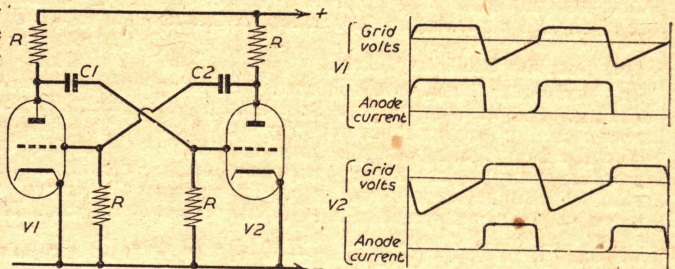 +
R
R
C1
C2
R
R
V1
V2
−
V1
Grid
volts
Anode
current
V2
Grid
volts
Anode
current